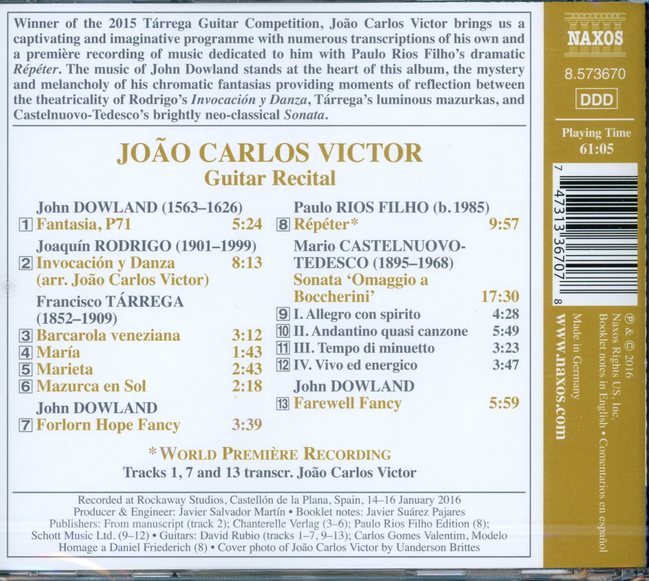 Winner of the 2015 Tárrega Guitar Competition, João Carlos Victor brings us a
captivating and imaginative programme with numerous transcriptions of his own and
a première recording of music dedicated to him with Paulo Rios Filho's dramatic
Répéter. The music of John Dowland stands at the heart of this album, the mystery
and melancholy of his chromatic fantasias providing moments of reflection between
the theatricality of Rodrigo's Invocación y Danza, Tárrega's luminous mazurkas, and
Castelnuovo-Tedesco's brightly neo-classical Sonata.
JOÃO CARLOS VICTOR
Guitar Recital
John DOWLAND (1563–1626)
1 Fantasia, P71 5:24
Joaquín RODRIGO (1901–1999)
2 Invocación y Danza 8:13
(arr. João Carlos Victor)
Francisco TÁRREGA
(1852–1909)
3 Barcarola veneziana 3:12
4 María 1:43
5 Marieta 2:43
6 Mazurca en Sol 2:18
John DOWLAND
7 Forlorn Hope Fancy 3:39
Paulo RIOS FILHO (b. 1985)
8 Répéter* 9:57
Mario CASTELNUOVO-
TEDESCO (1895–1968)
Sonata ‘Omaggio a
Boccherini’ 17:30
9 I. Allegro con spirito 4:28
10 II. Andantino quasi canzone 5:49
11 III. Tempo di minuetto 3:23
12 IV. Vivo ed energico 3:47
John DOWLAND
13 Farewell Fancy 5:59
*WORLD PREMIÈRE RECORDING
Tracks 1, 7 and 13 transcr. João Carlos Victor
Recorded at Rockaway Studios, Castellón de la Plana, Spain, 14–16 January 2016
Producer & Engineer: Javier Salvador Martín • Booklet notes: Javier Suárez Pajares
Publishers: From manuscript (track 2); Chanterelle Verlag (3–6); Paulo Rios Filho Edition (8);
Schott Music Ltd. (9–12) • Guitars: David Rubio (tracks 1–7, 9–13); Carlos Gomes Valentim, Modelo
Homage a Daniel Friederich (8) • Cover photo of João Carlos Victor by Uanderson Brittes
NAXOS
8.573670
DDD
Playing Time
61:05
7 47313 36707 8
℗ & © 2016
Naxos Rights US, Inc.
Booklet notes in English • Comentarios en español
Made in Germany
www.naxos.com